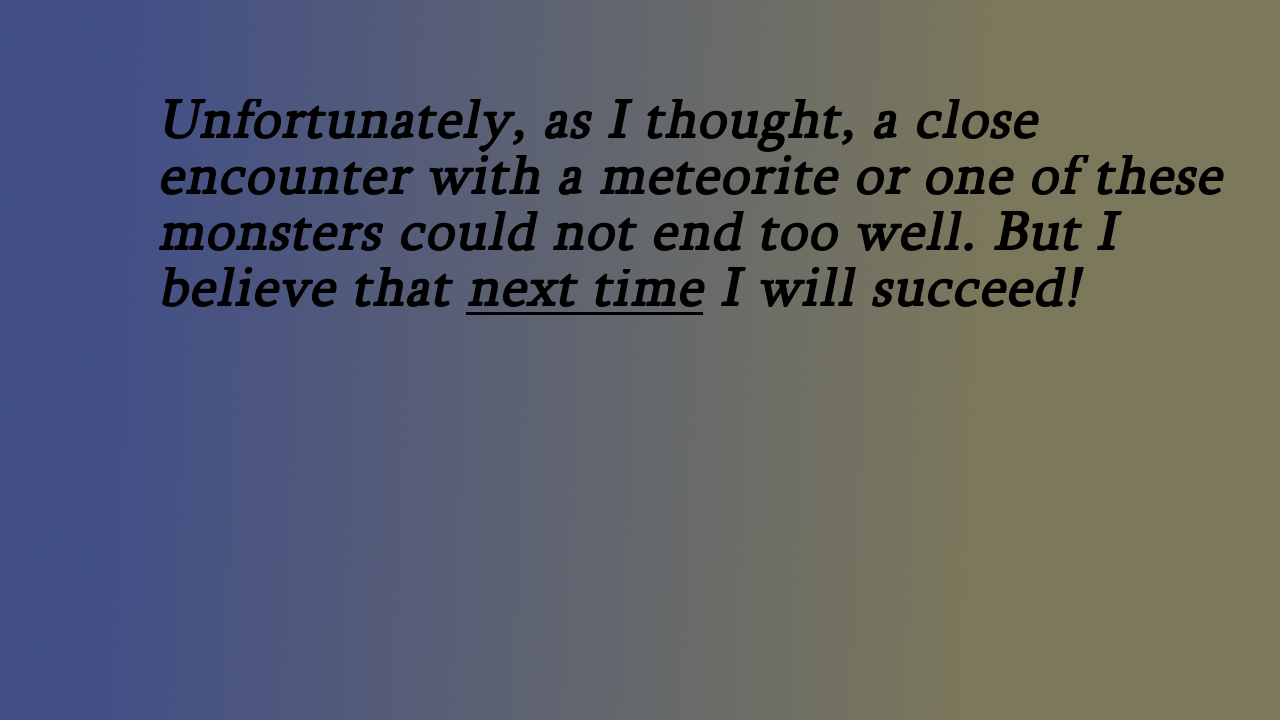 Unfortunately, as I thought, a close
encounter with a meteorite or one of these
monsters could not end too well. But I
believe that next time I will succeed!